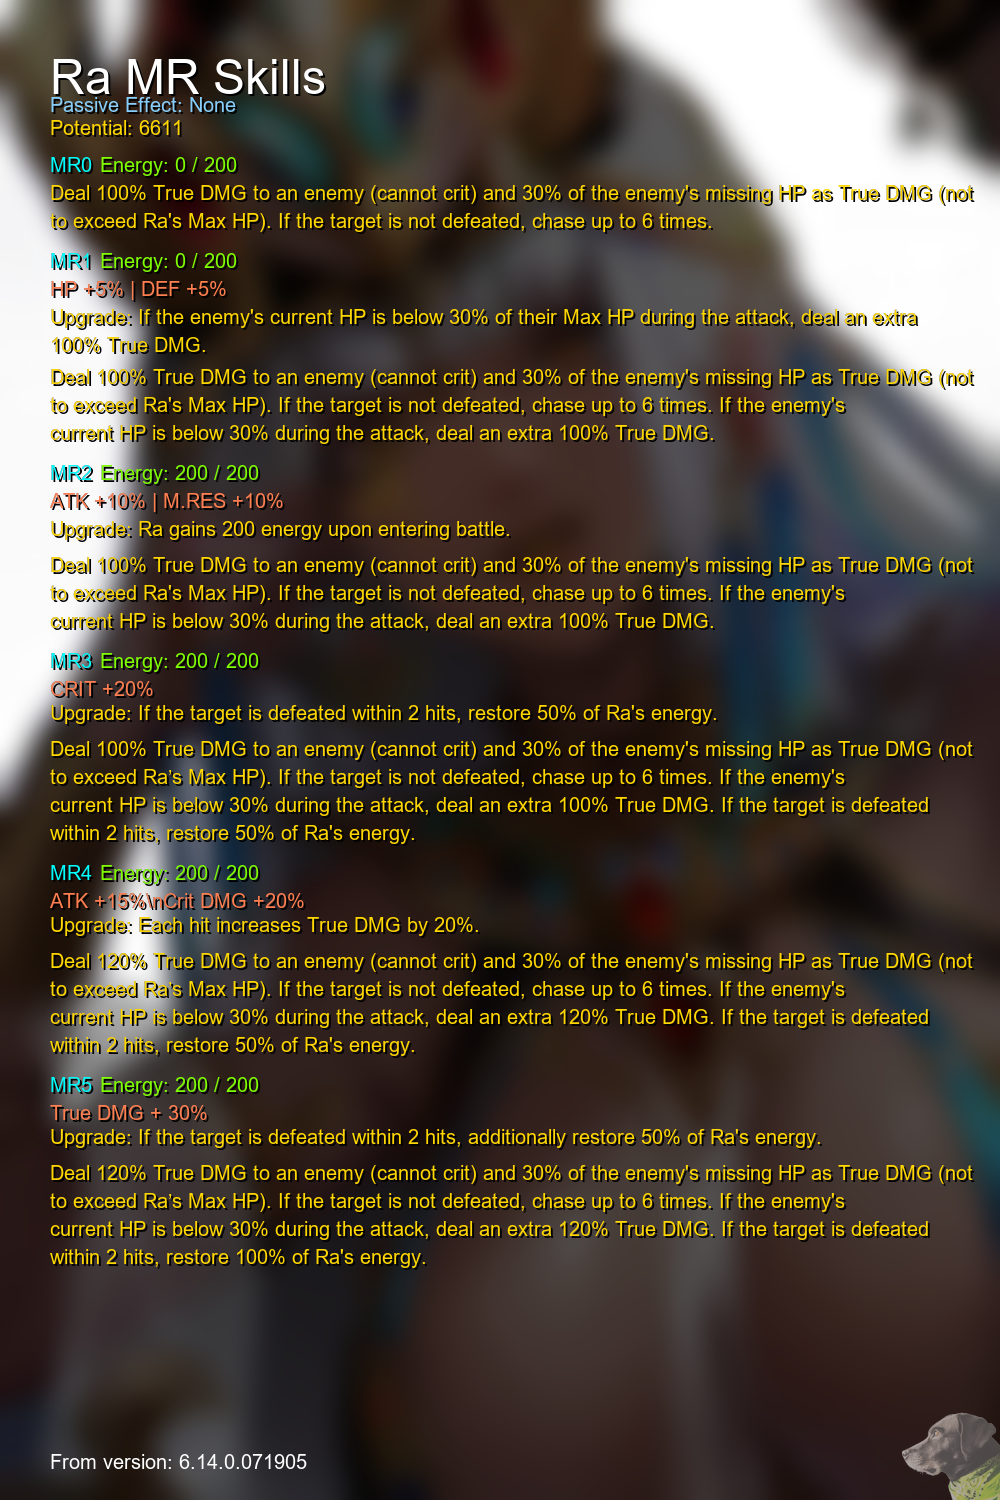 Ra MR Skills
Passive Effect: None
Potential: 6611
MR0 Energy: 0 / 200
Deal 100% True DMG to an enemy (cannot crit) and 30% of the enemy's missing HP as True DMG (not
to exceed Ra's Max HP). If the target is not defeated, chase up to 6 times.
MR1 Energy: 0 / 200
HP +5% | DEF +5%
Upgrade: If the enemy's current HP is below 30% of their Max HP during the attack, deal an extra
100% True DMG.
Deal 100% True DMG to an enemy (cannot crit) and 30% of the enemy's missing HP as True DMG (not
to exceed Ra's Max HP). If the target is not defeated, chase up to 6 times. If the enemy's
current HP is below 30% during the attack, deal an extra 100% True DMG.
MR2 Energy: 200 / 200
ATK +10% | M.RES +10%
Upgrade: Ra gains 200 energy upon entering battle.
Deal 100% True DMG to an enemy (cannot crit) and 30% of the enemy's missing HP as True DMG (not
to exceed Ra's Max HP). If the target is not defeated, chase up to 6 times. If the enemy's
current HP is below 30% during the attack, deal an extra 100% True DMG.
MR3 Energy: 200 / 200
CRIT +20%
Upgrade: If the target is defeated within 2 hits, restore 50% of Ra's energy.
Deal 100% True DMG to an enemy (cannot crit) and 30% of the enemy's missing HP as True DMG (not
to exceed Ra's Max HP). If the target is not defeated, chase up to 6 times. If the enemy's
current HP is below 30% during the attack, deal an extra 100% True DMG. If the target is defeated
within 2 hits, restore 50% of Ra's energy.
MR4 Energy: 200 / 200
ATK +15%\nCrit DMG +20%
Upgrade: Each hit increases True DMG by 20%.
Deal 120% True DMG to an enemy (cannot crit) and 30% of the enemy's missing HP as True DMG (not
to exceed Ra's Max HP). If the target is not defeated, chase up to 6 times. If the enemy's
current HP is below 30% during the attack, deal an extra 120% True DMG. If the target is defeated
within 2 hits, restore 50% of Ra's energy.
MR5 Energy: 200 / 200
True DMG + 30%
Upgrade: If the target is defeated within 2 hits, additionally restore 50% of Ra's energy.
Deal 120% True DMG to an enemy (cannot crit) and 30% of the enemy's missing HP as True DMG (not
to exceed Ra's Max HP). If the target is not defeated, chase up to 6 times. If the enemy's
current HP is below 30% during the attack, deal an extra 120% True DMG. If the target is defeated
within 2 hits, restore 100% of Ra's energy.
From version: 6.14.0.071905